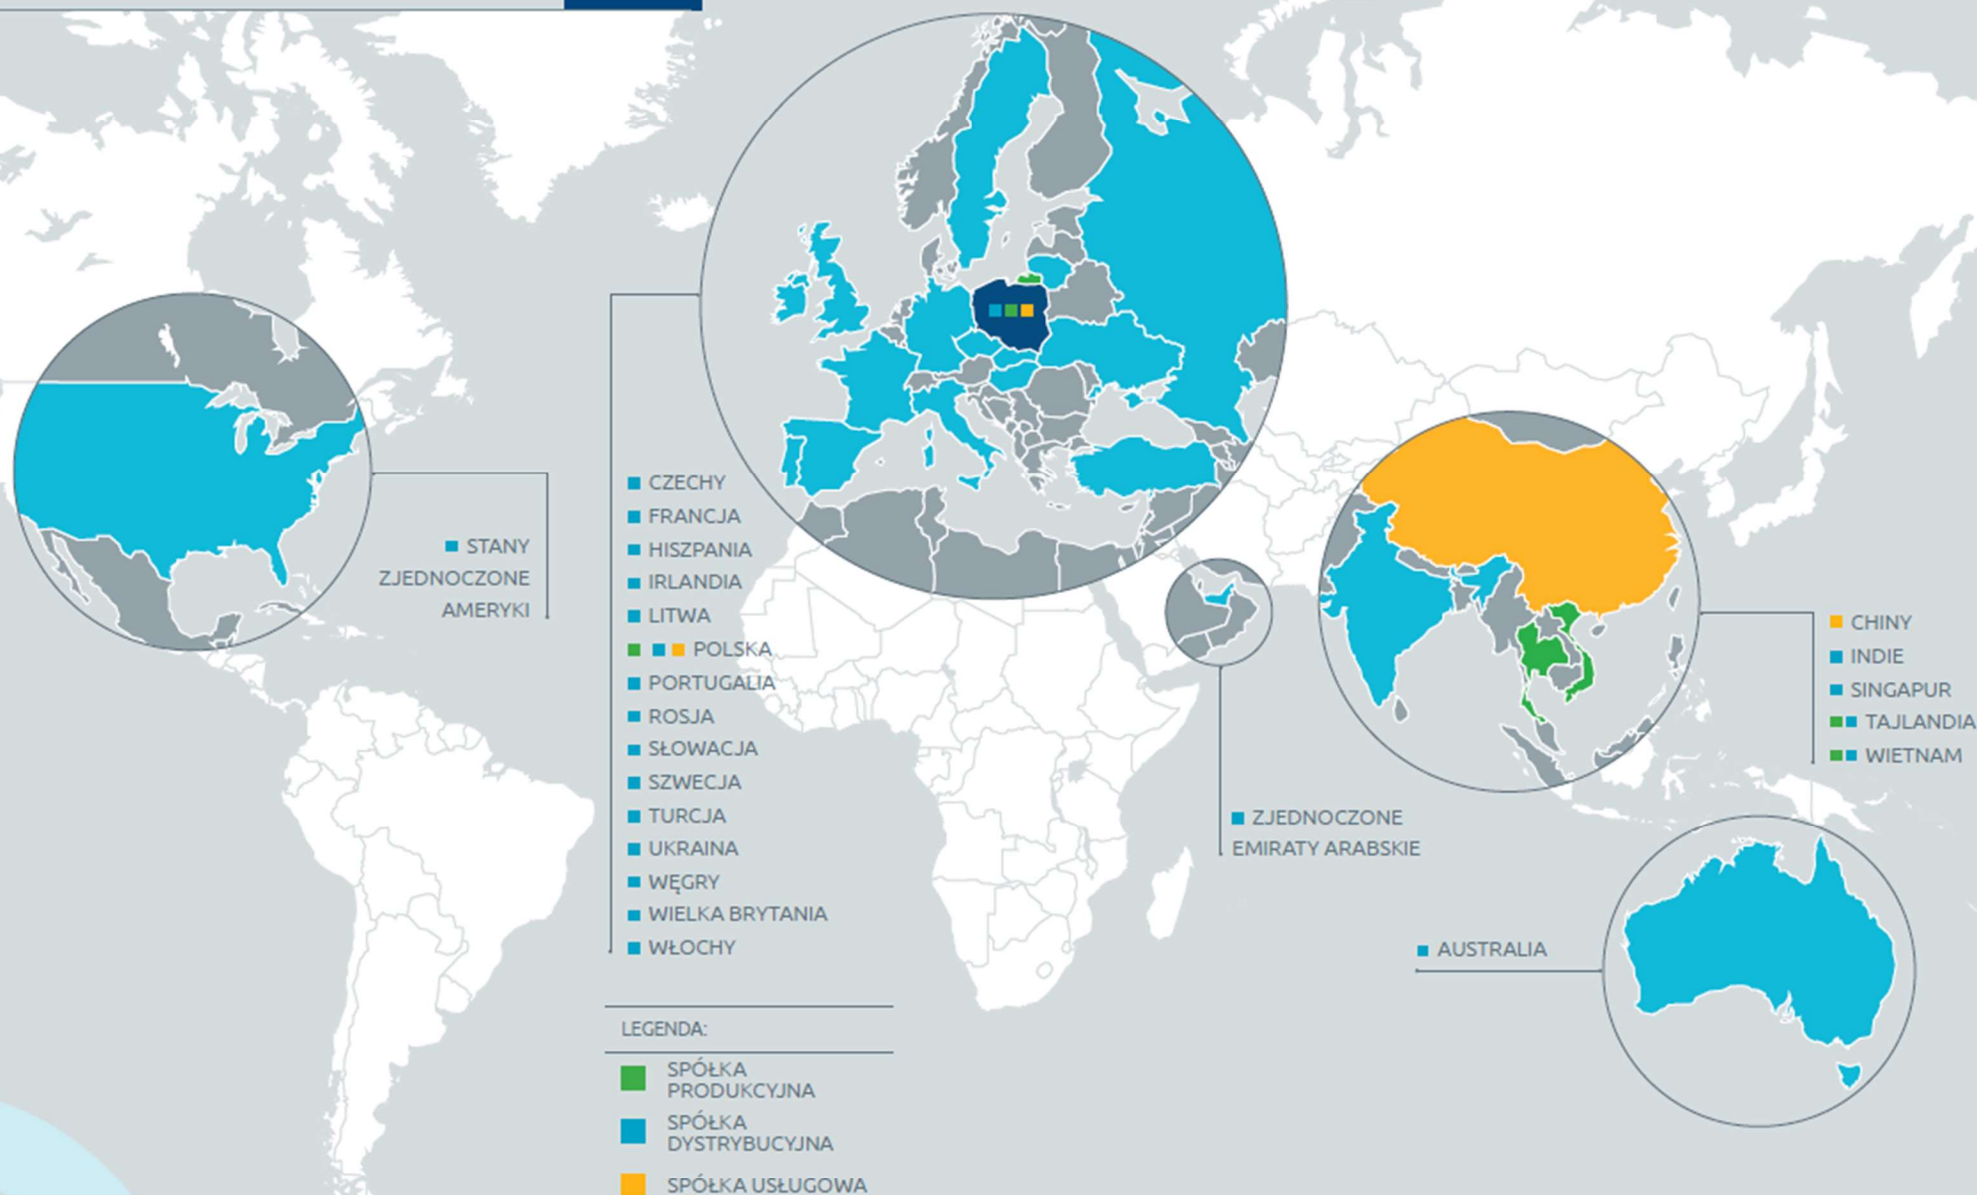 STANY
ZJEDNOCZONE
AMERYKI
CZECHY
FRANCJA
HISZPANIA
IRLANDIA
LITWA
POLSKA
PORTUGALIA
ROSJA
SŁOWACJA
SZWECJA
TURCJA
UKRAINA
WĘGRY
WIELKA BRYTANIA
WŁOCHY
ZJEDNOCZONE
EMIRATY ARABSKIE
CHINY
INDIE
SINGAPUR
TAJLANDIA
WIETNAM
AUSTRALIA
LEGENDA:
SPÓŁKA
PRODUKCYJNA
SPÓŁKA
DYSTRYBUCYJNA
SPÓŁKA USŁUGOWA